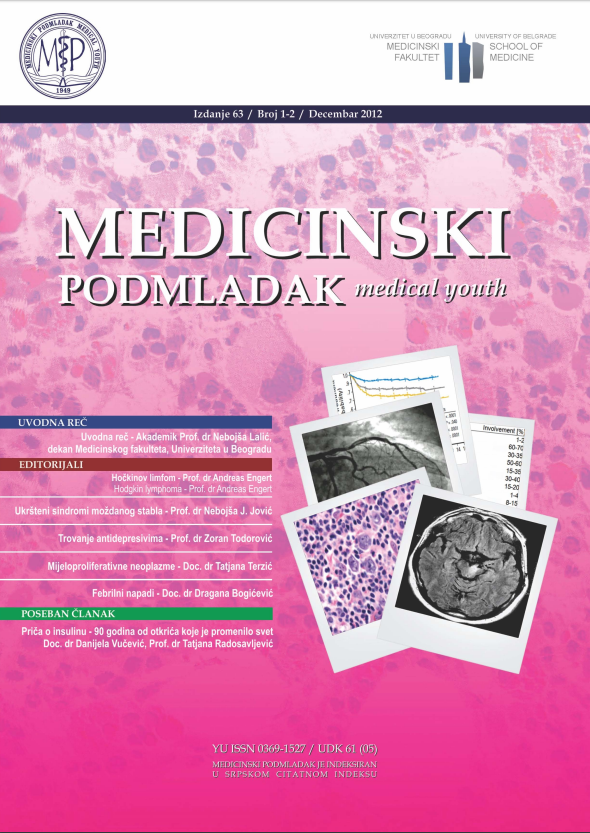 MEDICINSKI PODMLADAK MEDICAL YOUTH
MP
1949
UNIVERZITET U BEOGRADU
MEDICINSKI
FAKULTET
UNIVERSITY OF BELGRADE
SCHOOL OF
MEDICINE
Izdanje 63 / Broj 1-2 / Decembar 2012
MEDICINSKI
PODMLADAK medical youth
UVODNA REČ
Uvodna reč - Akademik Prof. dr Nebojša Lalić,
dekan Medicinskog fakulteta, Univerziteta u Beogradu
EDITORIJALI
Hočkinov limfom - Prof. dr Andreas Engert
Hodgkin lymphoma - Prof. dr Andreas Engert
Ukršteni sindromi moždanog stabla - Prof. dr Nebojša J. Jović
Trovanje antidepresivima - Prof. dr Zoran Todorović
Mijeloproliferativne neoplazme - Doc. dr Tatjana Terzić
Febrilni napadi - Doc. dr Dragana Bogićević
POSEBAN ČLANAK
Priča o insulinu - 90 godina od otkrića koje je promenilo svet
Doc. dr Danijela Vučević, Prof. dr Tatjana Radosavljević
Involvement (%)
1-2
60-70
30-35
50-60
15-35
30-40
15-20
1-4
8-15
YU ISSN 0369-1527 / UDK 61 (05)
MEDICINSKI PODMLADAK JE INDEKSIRAN
U SRPSKOM CITATNOM INDEKSU